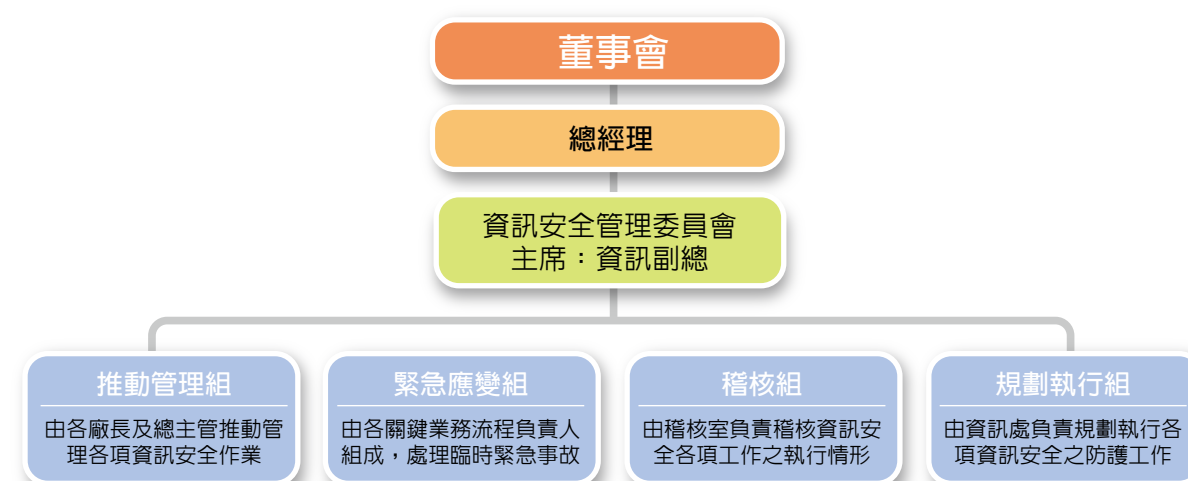 董事會
總經理
資訊安全管理委員會
主席：資訊副總
推動管理組
由各廠長及總主管推動管
理各項資訊安全作業
緊急應變組
由各關鍵業務流程負責人
組成，處理臨時緊急事故
稽核組
由稽核室負責稽核資訊安
全各項工作之執行情形
規劃執行組
由資訊處負責規劃執行各
項資訊安全之防護工作